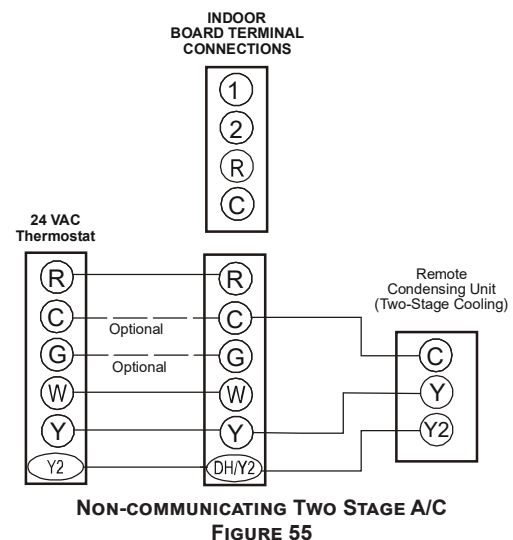 INDOOR
BOARD TERMINAL
CONNECTIONS
1
2
R
C
24 VAC
Thermostat
R
C
G
W
Y
Y2
Optional
Optional
R
C
G
W
Y
DH/Y2
Remote
Condensing Unit
(Two-Stage Cooling)
C
Y
Y2
NON-COMMUNICATING TWO STAGE A/C
FIGURE 55